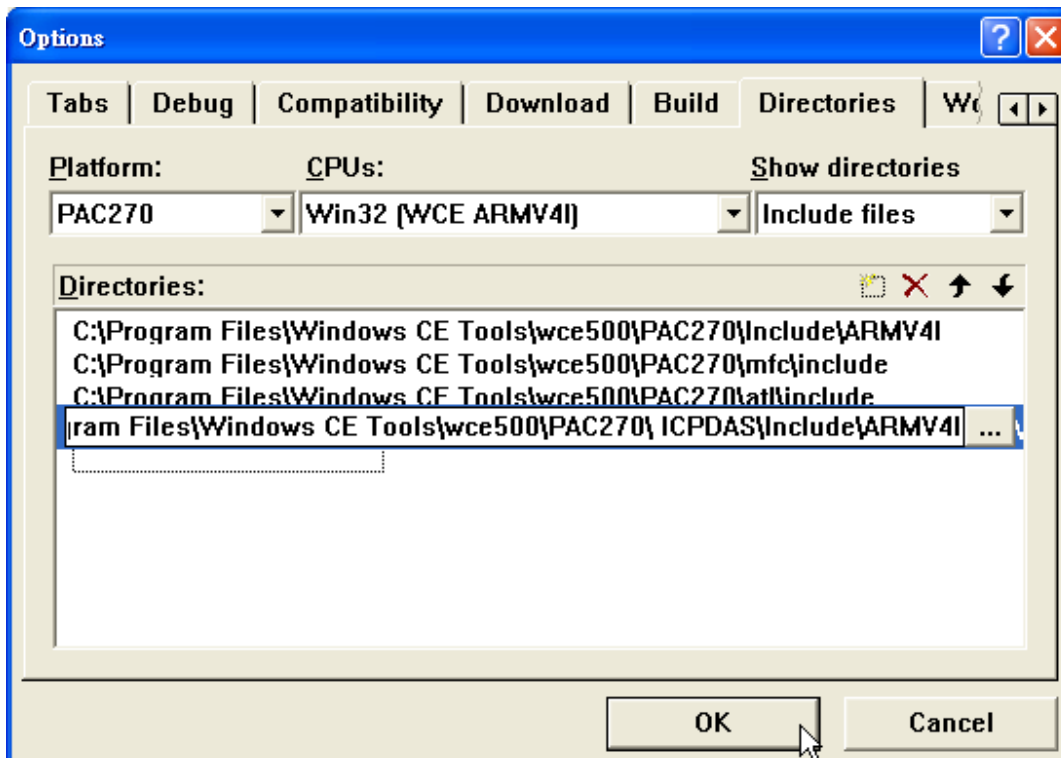 Options
Tabs Debug Compatibility Download Build Directories
Platform: CPUs: Show directories
PAC270 Win32 (WCE ARMV4I) Include files
Directories:
C:\Program Files\Windows CE Tools\wce500\PAC270\Include\ARMV4I
C:\Program Files\Windows CE Tools\wce500\PAC270\mfc\include
C:\Program Files\Windows CE Tools\wce500\PAC270\atl\include
ram Files\Windows CE Tools\wce500\PAC270\ ICPDAS\Include\ARMV4I ...
OK Cancel